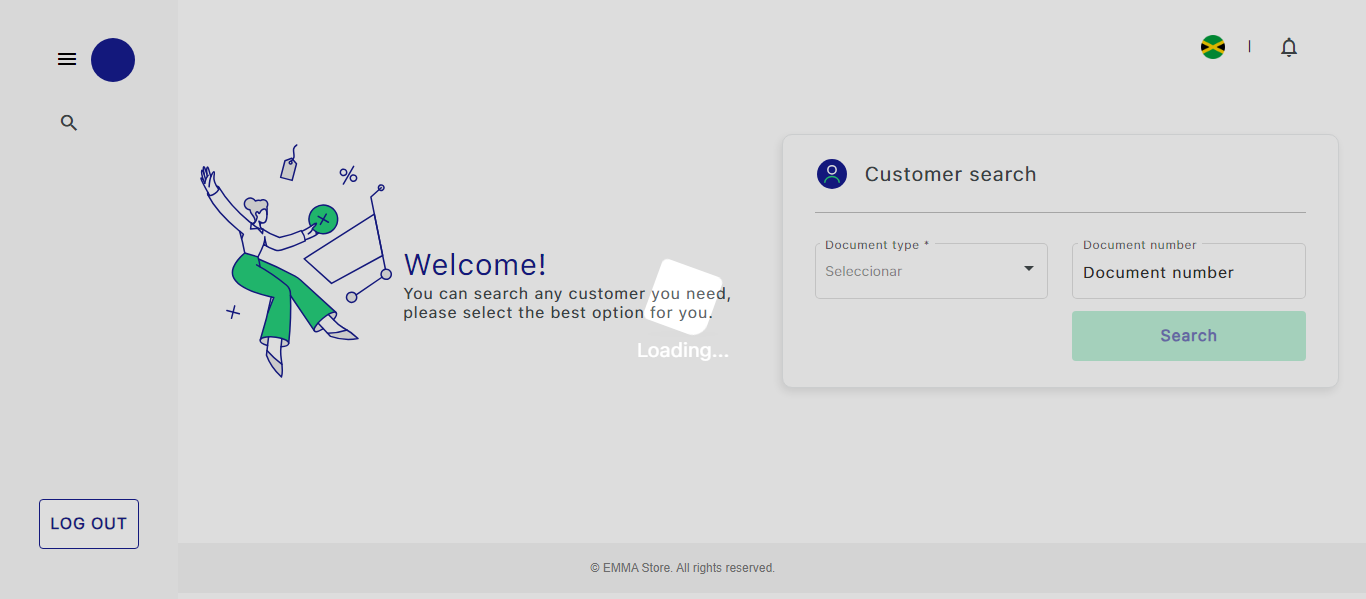 Customer search
Document type *
Seleccionar
Document number
Document number
Search
Welcome!
You can search any customer you need,
please select the best option for you.
Loading...
LOG OUT
© EMMA Store. All rights reserved.